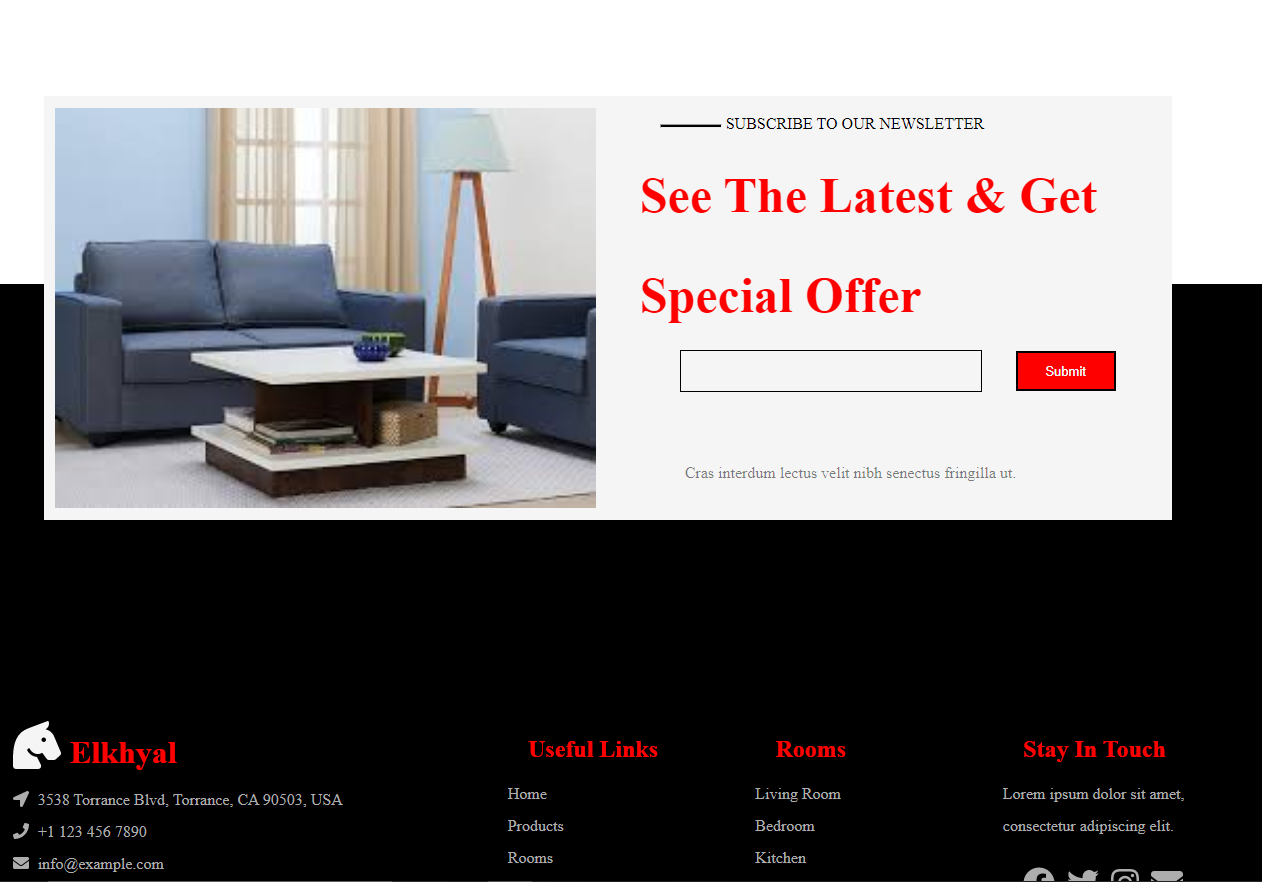 SUBSCRIBE TO OUR NEWSLETTER
See The Latest & Get
Special Offer
Submit
Cras interdum lectus velit nibh senectus fringilla ut.
Elkhyal
3538 Torrance Blvd, Torrance, CA 90503, USA
+1 123 456 7890
info@example.com
Useful Links
Home
Products
Rooms
Rooms
Living Room
Bedroom
Kitchen
Stay In Touch
Lorem ipsum dolor sit amet,
consectetur adipiscing elit.